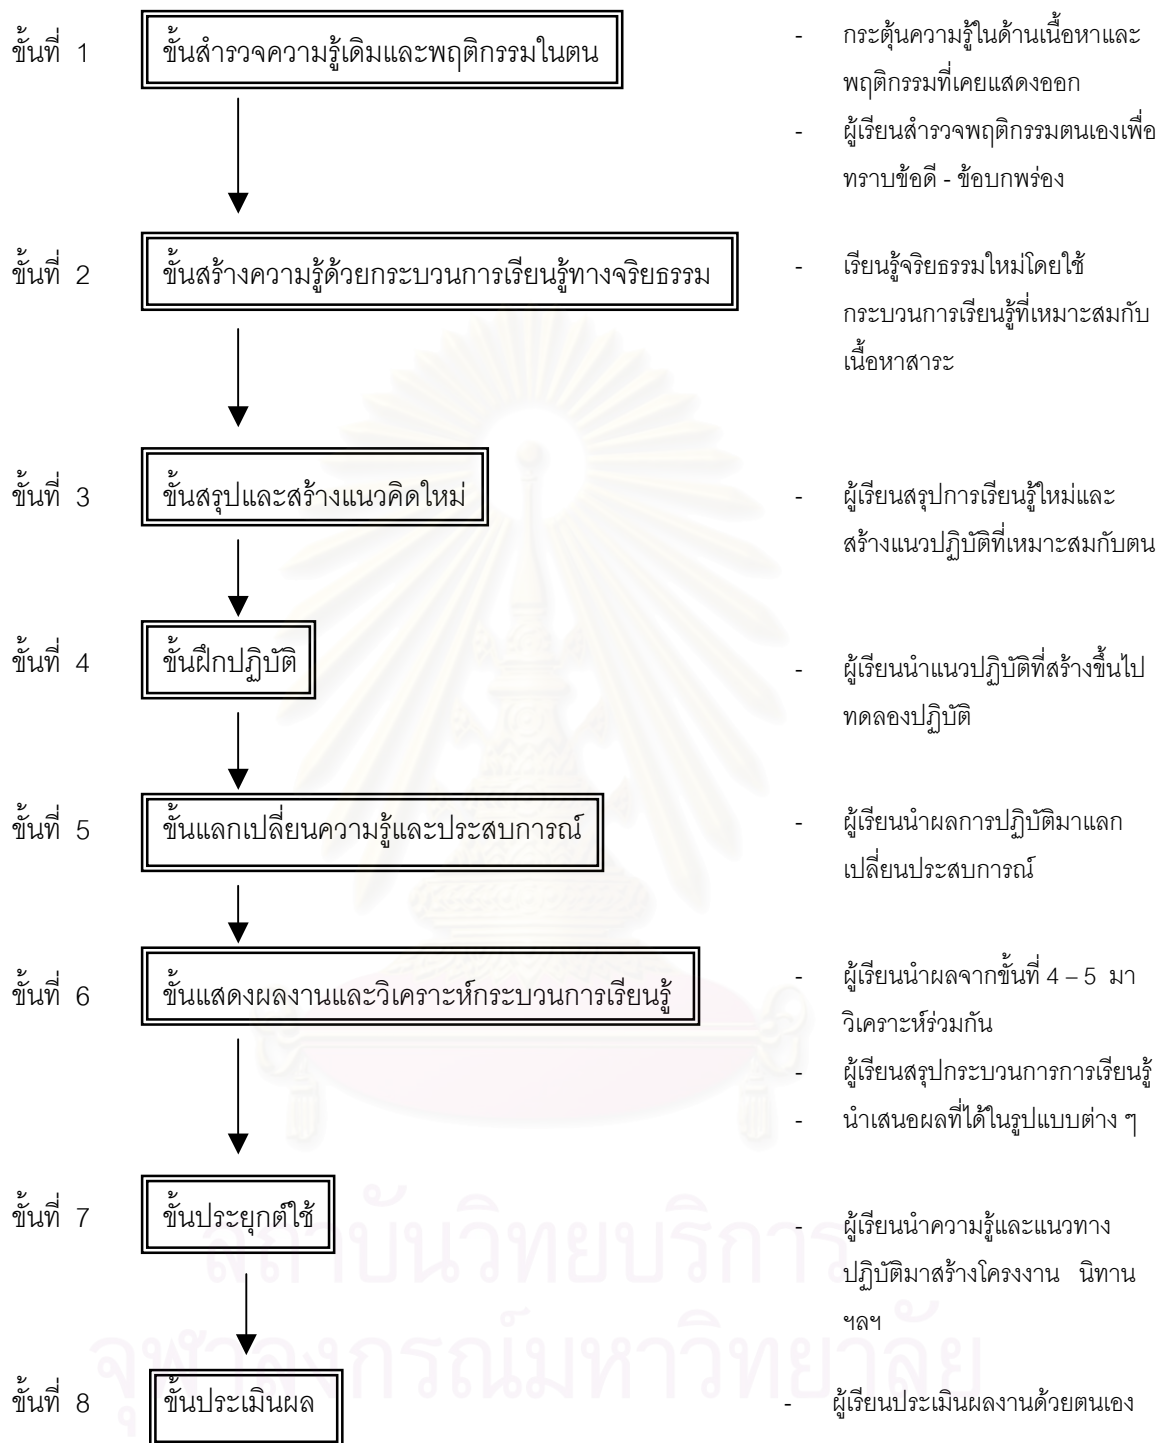 ขั้นที่ 1 ขั้นสำรวจความรู้เดิมและพฤติกรรมในตน
- กระตุ้นความรู้ในด้านเนื้อหาและ
พฤติกรรมที่เคยแสดงออก
- ผู้เรียนสำรวจพฤติกรรมตนเองเพื่อ
ทราบข้อดี - ข้อบกพร่อง
ขั้นที่ 2 ขั้นสร้างความรู้ด้วยกระบวนการเรียนรู้ทางจริยธรรม
- เรียนรู้จริยธรรมใหม่โดยใช้
กระบวนการเรียนรู้ที่เหมาะสมกับ
เนื้อหาสาระ
ขั้นที่ 3 ขั้นสรุปและสร้างแนวคิดใหม่
- ผู้เรียนสรุปการเรียนรู้ใหม่และ
สร้างแนวปฏิบัติที่เหมาะสมกับตน
ขั้นที่ 4 ขั้นฝึกปฏิบัติ
- ผู้เรียนนำแนวปฏิบัติที่สร้างขึ้นไป
ทดลองปฏิบัติ
ขั้นที่ 5 ขั้นแลกเปลี่ยนความรู้และประสบการณ์
- ผู้เรียนนำผลการปฏิบัติมาแลก
เปลี่ยนประสบการณ์
ขั้นที่ 6 ขั้นแสดงผลงานและวิเคราะห์กระบวนการเรียนรู้
- ผู้เรียนนำผลจากขั้นที่ 4 – 5 มา
วิเคราะห์ร่วมกัน
- ผู้เรียนสรุปกระบวนการการเรียนรู้
- นำเสนอผลที่ได้ในรูปแบบต่าง ๆ
ขั้นที่ 7 ขั้นประยุกต์ใช้
- ผู้เรียนนำความรู้และแนวทาง
ปฏิบัติมาสร้างโครงงาน นิทาน
ฯลฯ
ขั้นที่ 8 ขั้นประเมินผล
- ผู้เรียนประเมินผลงานด้วยตนเอง
สถาบันวิทยบริการ
จุฬาลงกรณ์มหาวิทยาลัย